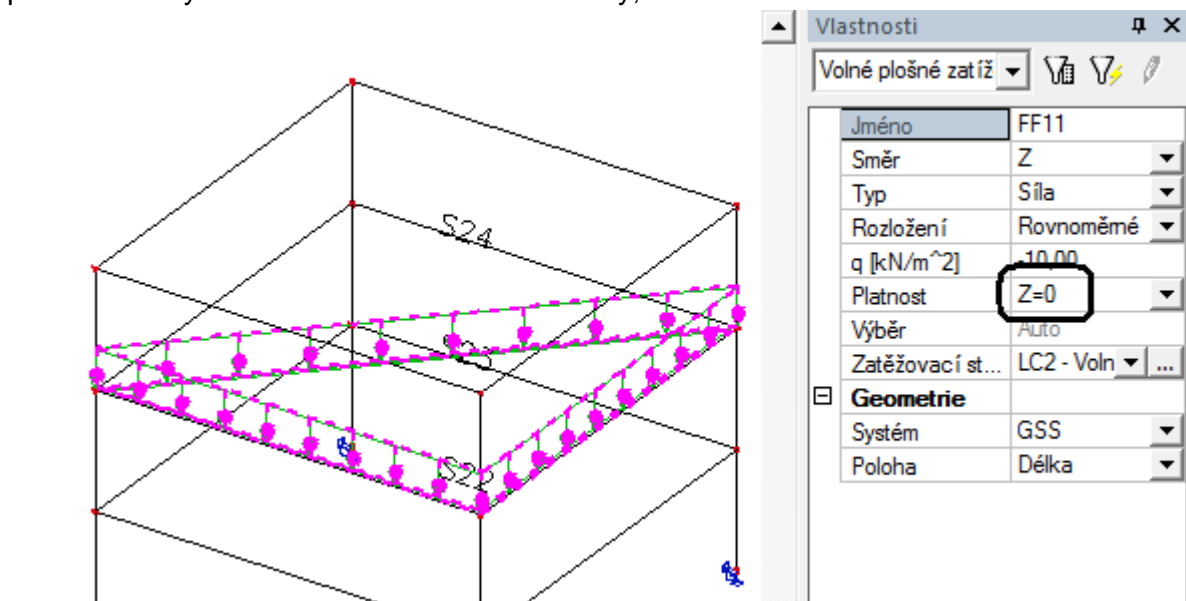 Vlastnosti
Volné plošné zatíž
Jméno FF11
Směr Z
Typ Síla
Rozložení Rovnoměrné
q [kN/m^2] -10,00
Platnost Z=0
Výběr Auto
Zatěžovací st... LC2 - Voln ...
Geometrie
Systém GSS
Poloha Délka
S24
S22